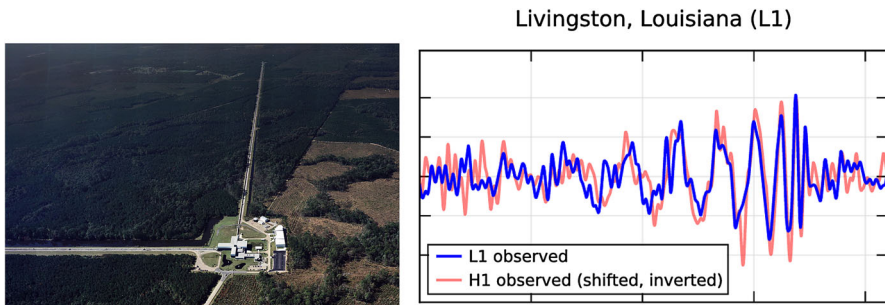 Livingston, Louisiana (L1)
L1 observed
H1 observed (shifted, inverted)